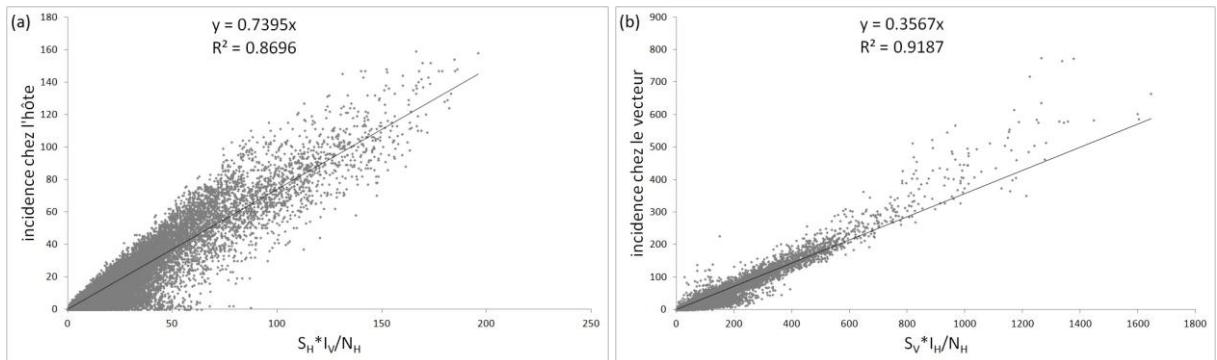 (a)
y = 0.7395x
R² = 0.8696
incidence chez l'hôte
180
160
140
120
100
80
60
40
20
0
0 50 100 150 200 250
S_H*I_V/N_H
(b)
y = 0.3567x
R² = 0.9187
incidence chez le vecteur
900
800
700
600
500
400
300
200
100
0
0 200 400 600 800 1000 1200 1400 1600 1800
S_V*I_H/N_H